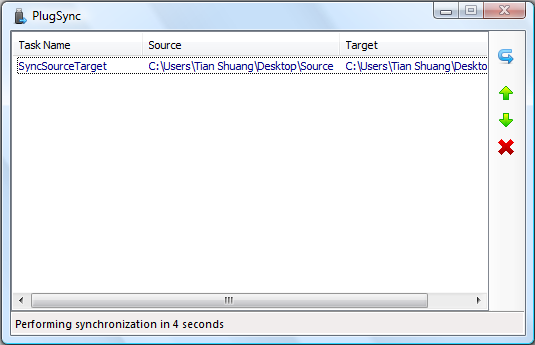 PlugSync
Task Name Source Target
SyncSourceTarget C:\Users\Tian Shuang\Desktop\Source C:\Users\Tian Shuang\Deskto
Performing synchronization in 4 seconds